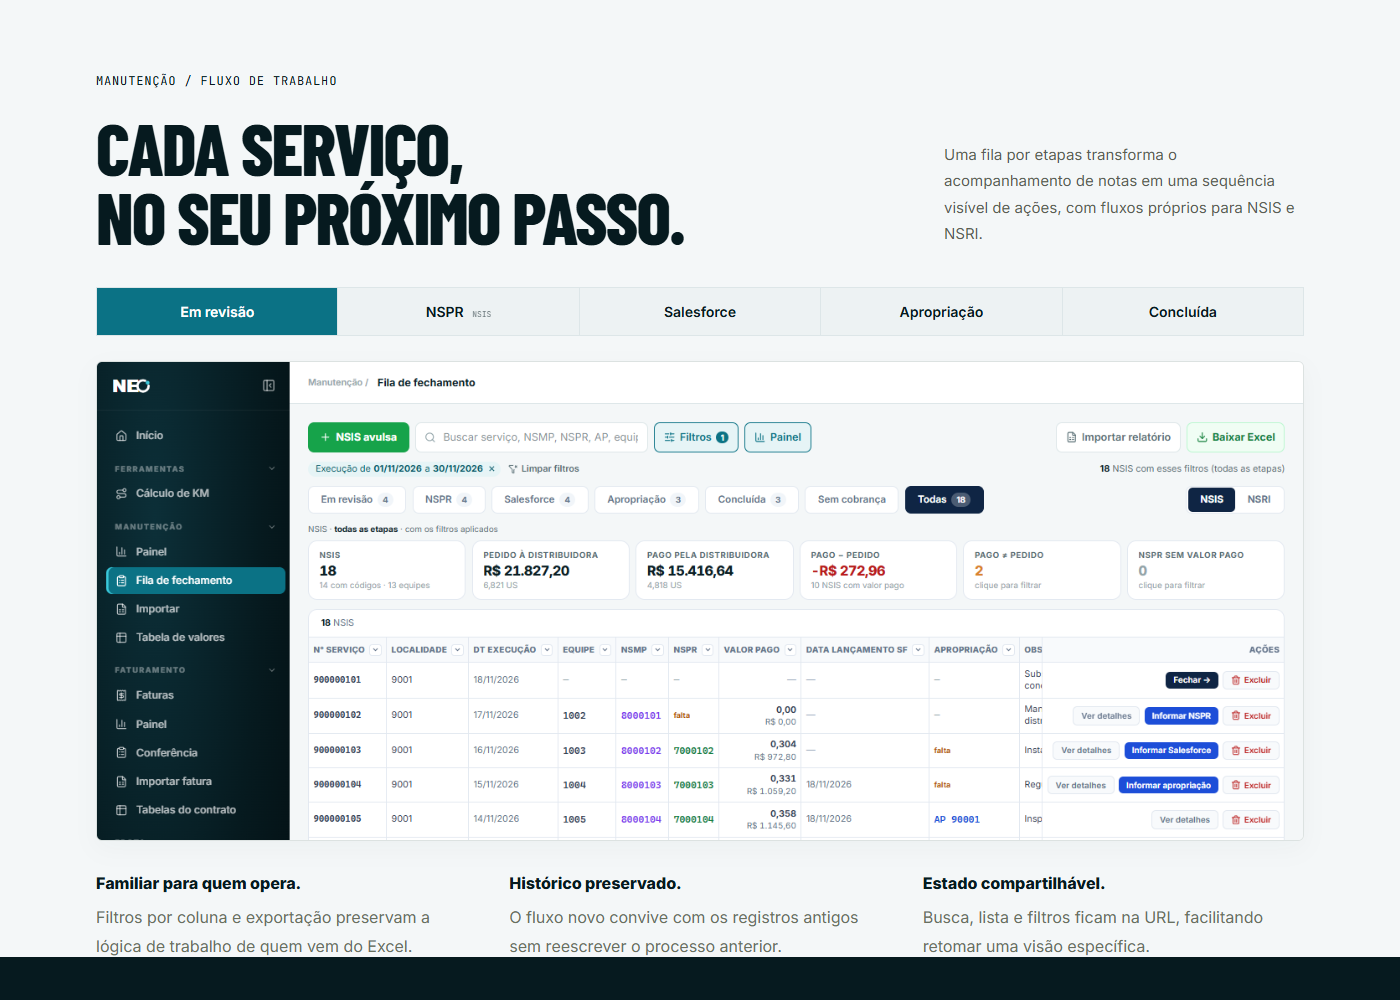 MANUTENÇÃO / FLUXO DE TRABALHO
CADA SERVIÇO,
NO SEU PRÓXIMO PASSO.
Uma fila por etapas transforma o
acompanhamento de notas em uma sequência
visível de ações, com fluxos próprios para NSIS e
NSRI.
Em revisão
NSPR NSIS
Salesforce
Apropriação
Concluída
NEO
Manutenção / Fila de fechamento
Início
FERRAMENTAS
Cálculo de KM
MANUTENÇÃO
Painel
Fila de fechamento
Importar
Tabela de valores
FATURAMENTO
Faturas
Painel
Conferência
Importar fatura
Tabelas do contrato
+ NSIS avulsa
Buscar serviço, NSMP, NSPR, AP, equip
Filtros 1
Painel
Importar relatório
Baixar Excel
Execução de 01/11/2026 a 30/11/2026 ×
Limpar filtros
18 NSIS com esses filtros (todas as etapas)
Em revisão 4
NSPR 4
Salesforce 4
Apropriação 3
Concluída 3
Sem cobrança
Todas 18
NSIS
NSRI
NSIS · todas as etapas · com os filtros aplicados
NSIS
18
14 com códigos · 13 equipes
PEDIDO À DISTRIBUIDORA
R$ 21.827,20
6,821 US
PAGO PELA DISTRIBUIDORA
R$ 15.416,64
4,818 US
PAGO − PEDIDO
-R$ 272,96
10 NSIS com valor pago
PAGO ≠ PEDIDO
2
clique para filtrar
NSPR SEM VALOR PAGO
0
clique para filtrar
18 NSIS
Nº SERVIÇO LOCALIDADE DT EXECUÇÃO EQUIPE NSMP NSPR VALOR PAGO DATA LANÇAMENTO SF APROPRIAÇÃO OBS AÇÕES
900000101 9001 18/11/2026 — — — — — — Sub conc Fechar → Excluir
900000102 9001 17/11/2026 1002 8000101 falta 0,00 R$ 0,00 — — Man distr Ver detalhes Informar NSPR Excluir
900000103 9001 16/11/2026 1003 8000102 7000102 0,304 R$ 972,80 — falta Insta Ver detalhes Informar Salesforce Excluir
900000104 9001 15/11/2026 1004 8000103 7000103 0,331 R$ 1.059,20 18/11/2026 falta Reg Ver detalhes Informar apropriação Excluir
900000105 9001 14/11/2026 1005 8000104 7000104 0,358 R$ 1.145,60 18/11/2026 AP 90001 Insp Ver detalhes Excluir
Familiar para quem opera.
Filtros por coluna e exportação preservam a
lógica de trabalho de quem vem do Excel.
Histórico preservado.
O fluxo novo convive com os registros antigos
sem reescrever o processo anterior.
Estado compartilhável.
Busca, lista e filtros ficam na URL, facilitando
retomar uma visão específica.